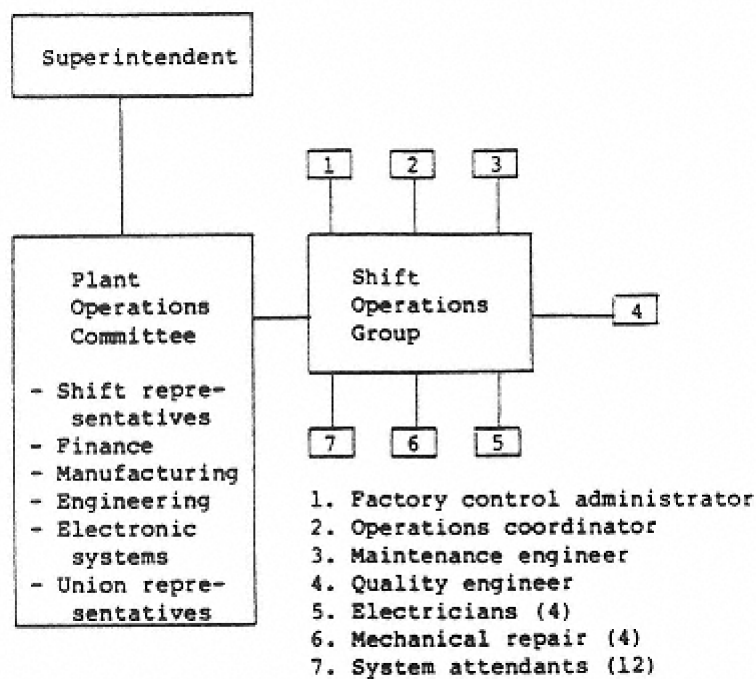 Superintendent
1
2
3
Plant
Operations
Committee
- Shift repre-
sentatives
- Finance
- Manufacturing
- Engineering
- Electronic
systems
- Union repre-
sentatives
Shift
Operations
Group
4
7
6
5
1. Factory control administrator
2. Operations coordinator
3. Maintenance engineer
4. Quality engineer
5. Electricians (4)
6. Mechanical repair (4)
7. System attendants (12)